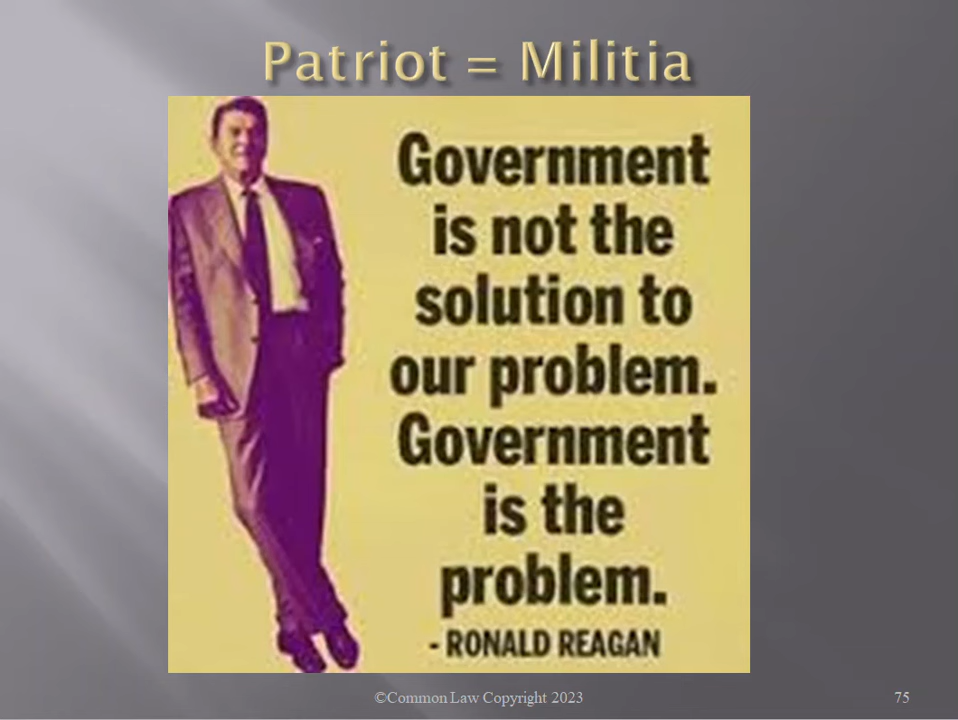 Patriot = Militia
Government
is not the
solution to
our problem.
Government
is the
problem.
- RONALD REAGAN
©Common Law Copyright 2023
75